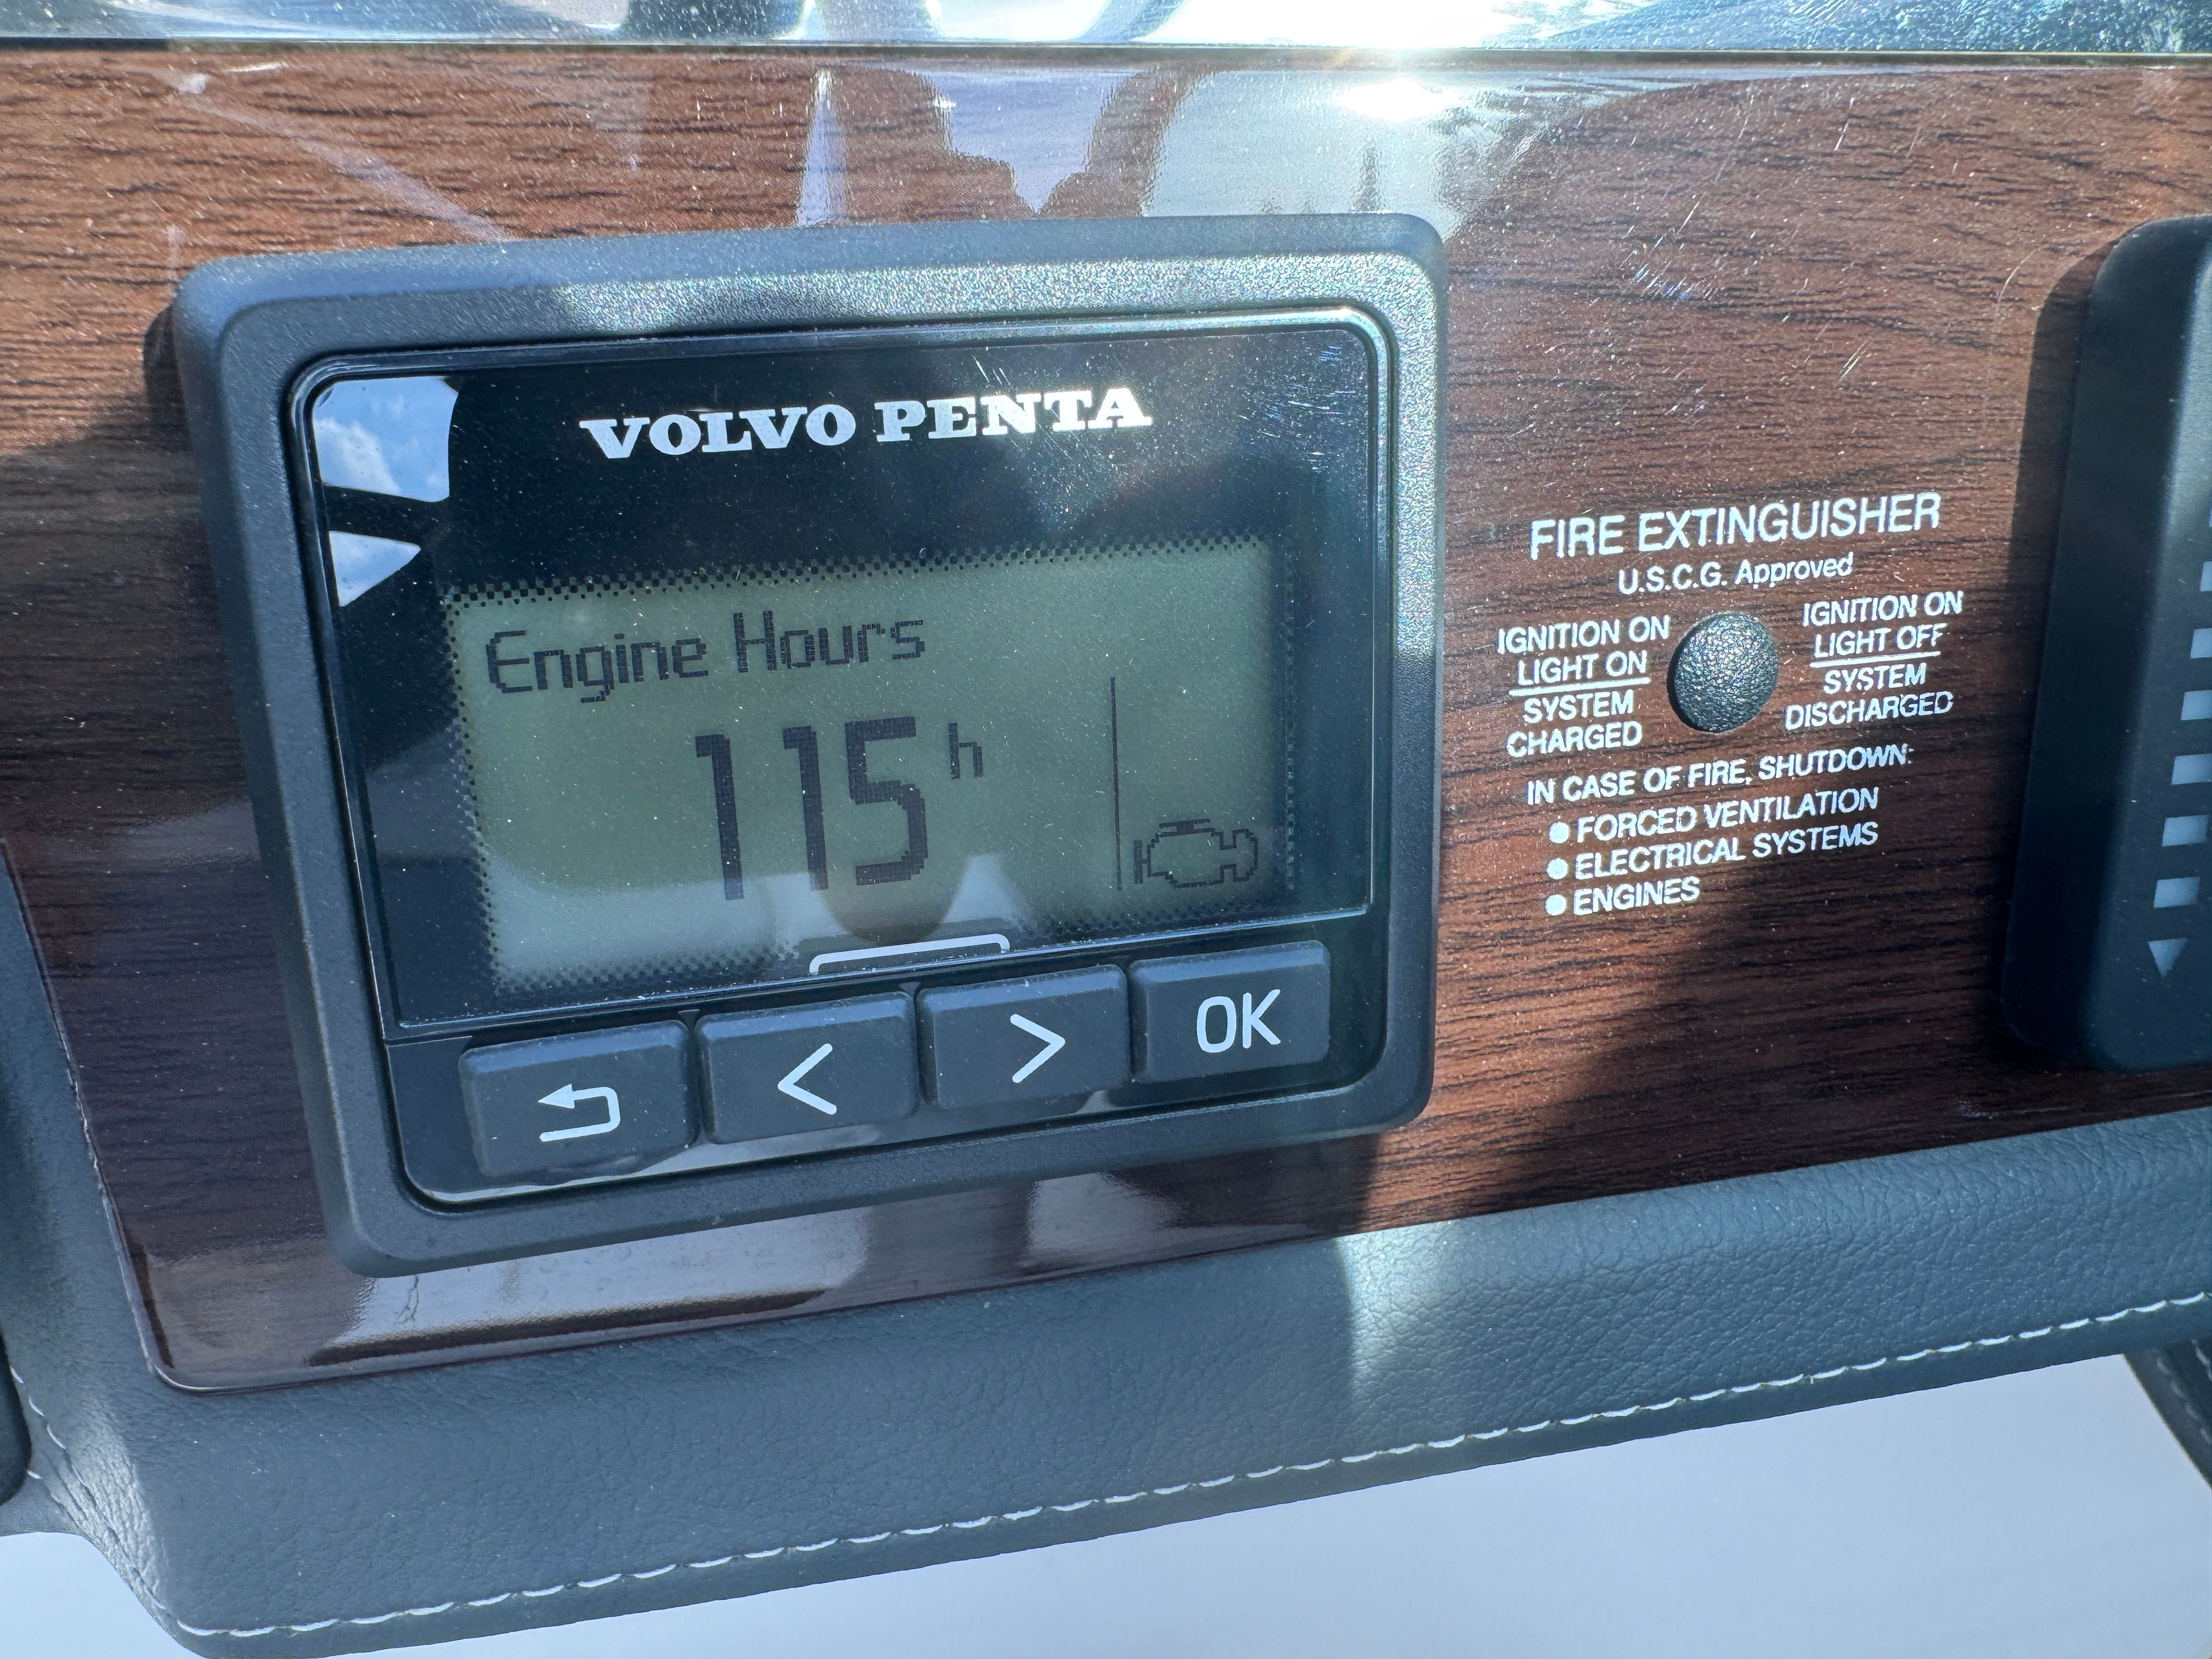 VOLVO PENTA
Engine Hours
115 h
< > OK
FIRE EXTINGUISHER
U.S.C.G. Approved
IGNITION ON
LIGHT ON
SYSTEM
CHARGED
IGNITION ON
LIGHT OFF
SYSTEM
DISCHARGED
IN CASE OF FIRE, SHUTDOWN:
● FORCED VENTILATION
● ELECTRICAL SYSTEMS
● ENGINES